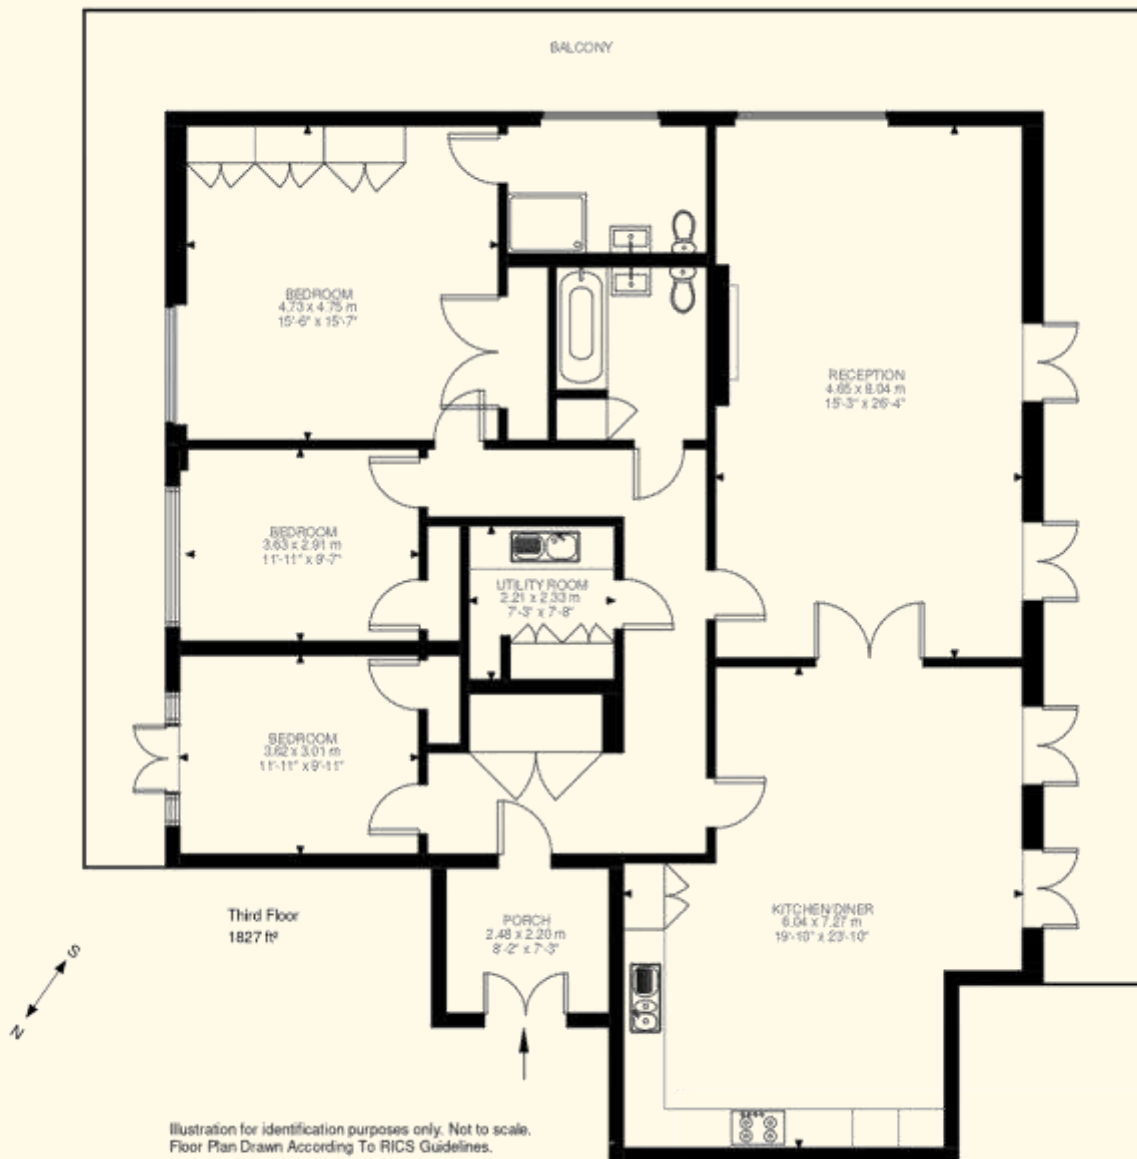 BALCONY
BEDROOM
4.73 x 4.75 m
15'-6" x 15'-7"
RECEPTION
4.65 x 8.04 m
15'-3" x 26'-4"
BEDROOM
3.63 x 2.91 m
11'-11" x 9'-7"
UTILITY ROOM
2.21 x 2.33 m
7'-3" x 7'-8"
BEDROOM
3.62 x 3.01 m
11'-11" x 9'-11"
Third Floor
1827 ft²
PORCH
2.48 x 2.20 m
8'-2" x 7'-3"
KITCHEN/DINER
6.04 x 7.27 m
19'-10" x 23'-10"
S
N
Illustration for identification purposes only. Not to scale.
Floor Plan Drawn According To RICS Guidelines.